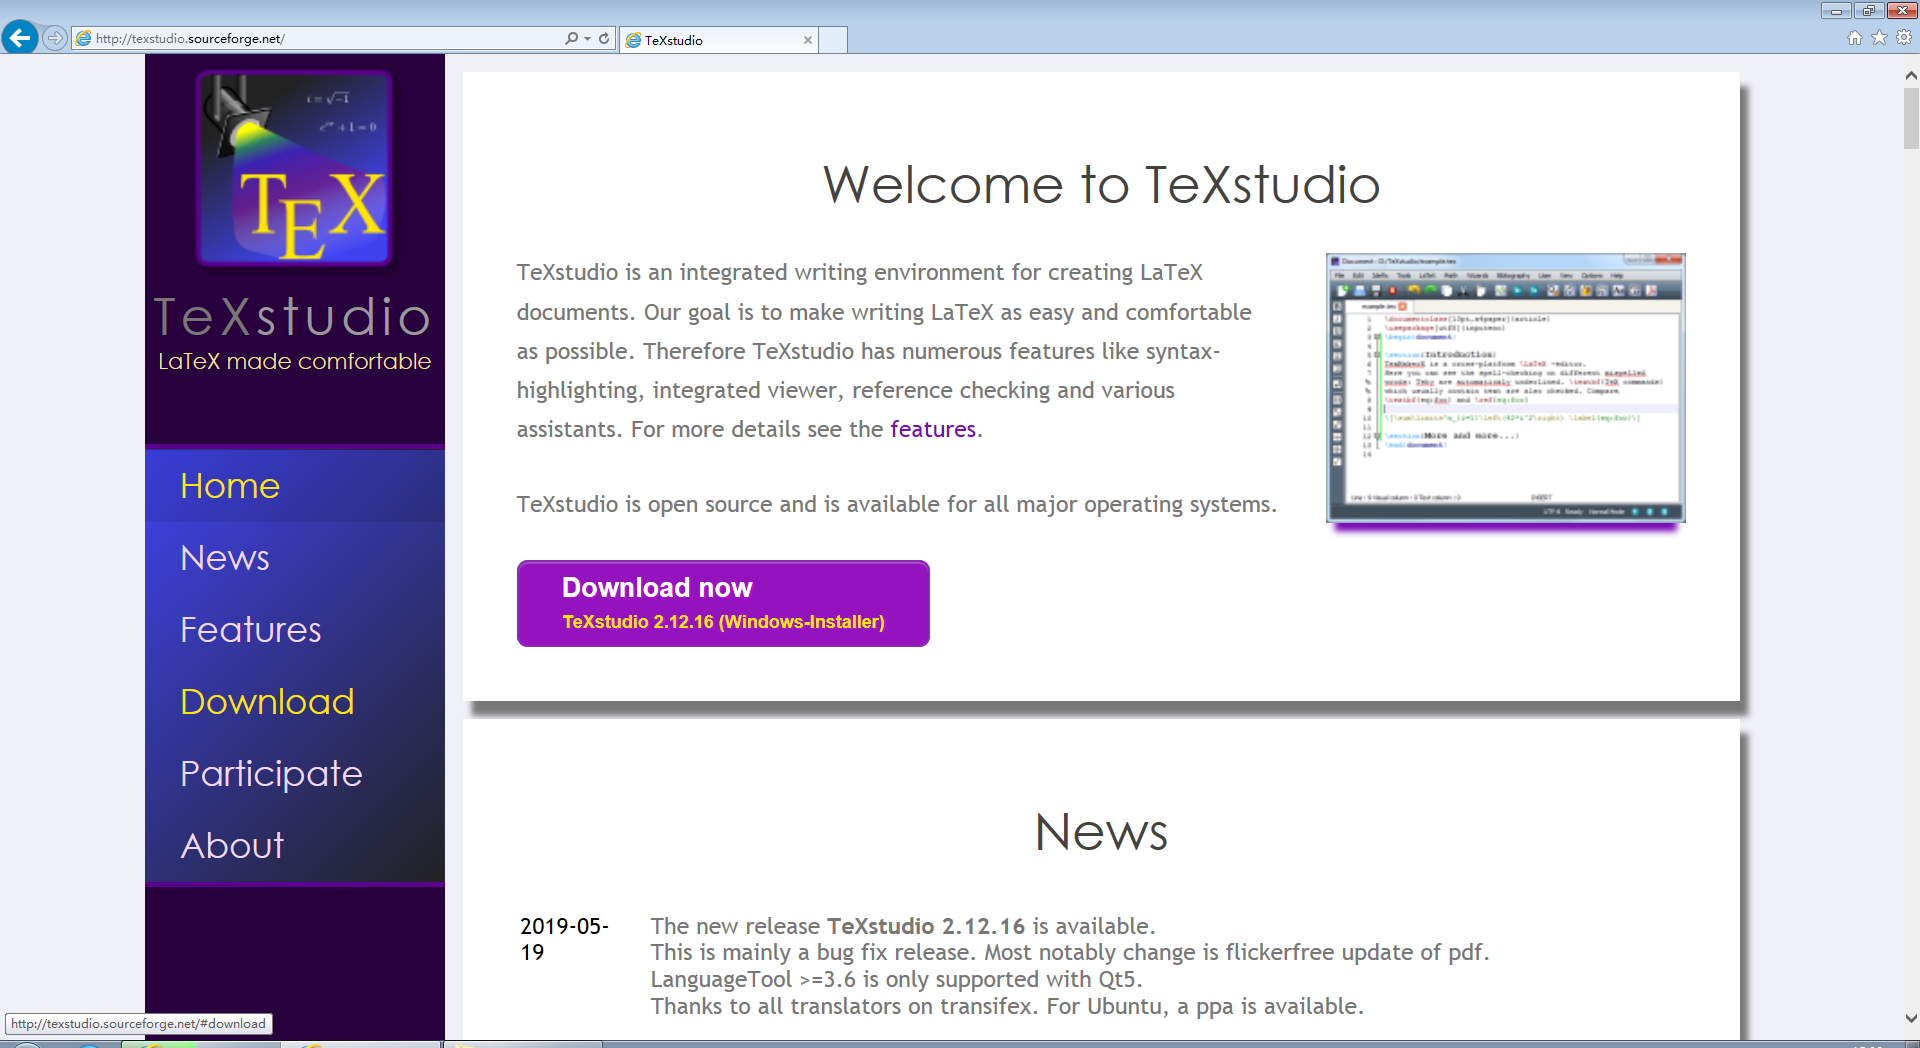 http://texstudio.sourceforge.net/
TeXstudio
i = √-1
TEX
TeXstudio
LaTeX made comfortable
Home
News
Features
Download
Participate
About
Welcome to TeXstudio
TeXstudio is an integrated writing environment for creating LaTeX
documents. Our goal is to make writing LaTeX as easy and comfortable
as possible. Therefore TeXstudio has numerous features like syntax-
highlighting, integrated viewer, reference checking and various
assistants. For more details see the features.
TeXstudio is open source and is available for all major operating systems.
Download now
TeXstudio 2.12.16 (Windows-Installer)
News
2019-05-
19
The new release TeXstudio 2.12.16 is available.
This is mainly a bug fix release. Most notably change is flickerfree update of pdf.
LanguageTool >=3.6 is only supported with Qt5.
Thanks to all translators on transifex. For Ubuntu, a ppa is available.
http://texstudio.sourceforge.net/#download